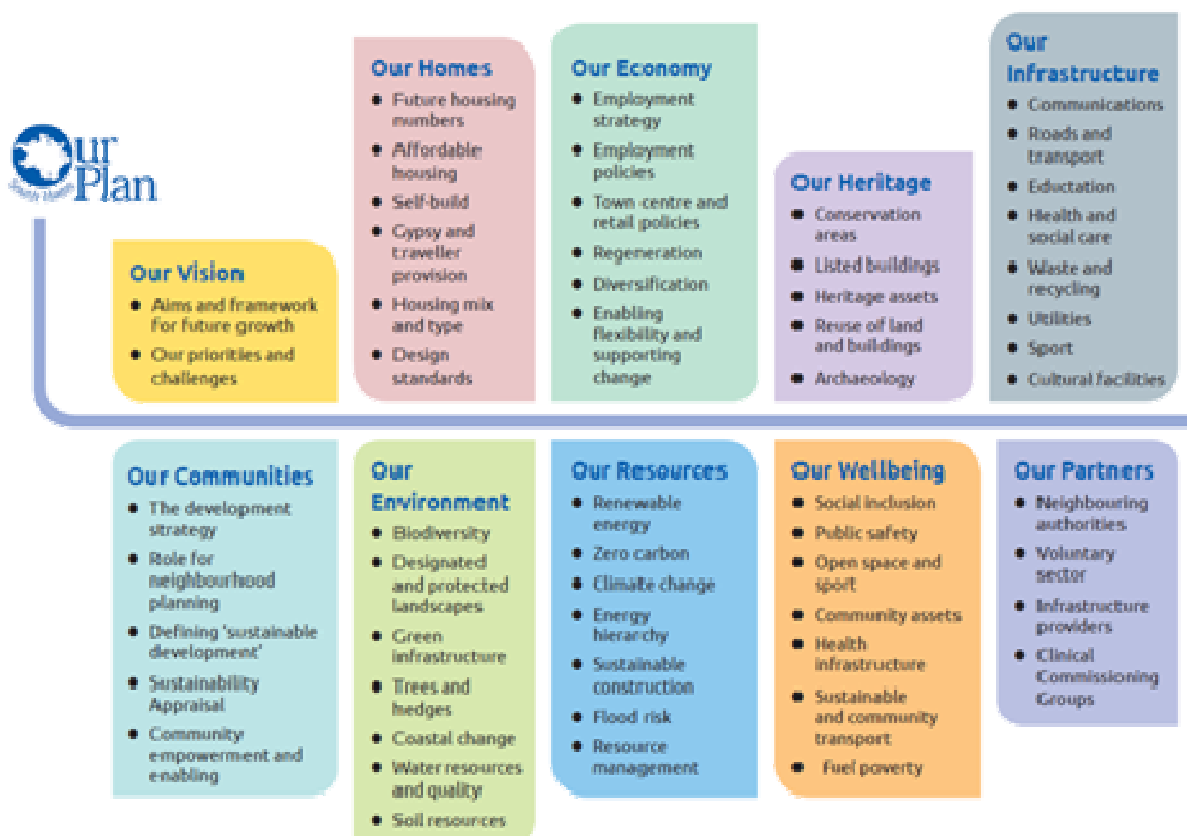 Our
Plan
South Hams
Our Vision
● Aims and framework
for future growth
● Our priorities and
challenges
Our Homes
● Future housing
numbers
● Affordable
housing
● Self-build
● Gypsy and
traveller
provision
● Housing mix
and type
● Design
standards
Our Economy
● Employment
strategy
● Employment
policies
● Town centre and
retail policies
● Regeneration
● Diversification
● Enabling
flexibility and
supporting
change
Our Heritage
● Conservation
areas
● Listed buildings
● Heritage assets
● Reuse of land
and buildings
● Archaeology
Our
Infrastructure
● Communications
● Roads and
transport
● Eductation
● Health and
social care
● Waste and
recycling
● Utilities
● Sport
● Cultural facilities
Our Communities
● The development
strategy
● Role for
neighbourhood
planning
● Defining ‘sustainable
development’
● Sustainability
Appraisal
● Community
empowerment and
enabling
Our
Environment
● Biodiversity
● Designated
and protected
landscapes
● Green
infrastructure
● Trees and
hedges
● Coastal change
● Water resources
and quality
● Soil resources
Our Resources
● Renewable
energy
● Zero carbon
● Climate change
● Energy
hierarchy
● Sustainable
construction
● Flood risk
● Resource
management
Our Wellbeing
● Social inclusion
● Public safety
● Open space and
sport
● Community assets
● Health
infrastructure
● Sustainable
and community
transport
● Fuel poverty
Our Partners
● Neighbouring
authorities
● Voluntary
sector
● Infrastructure
providers
● Clinical
Commissioning
Groups